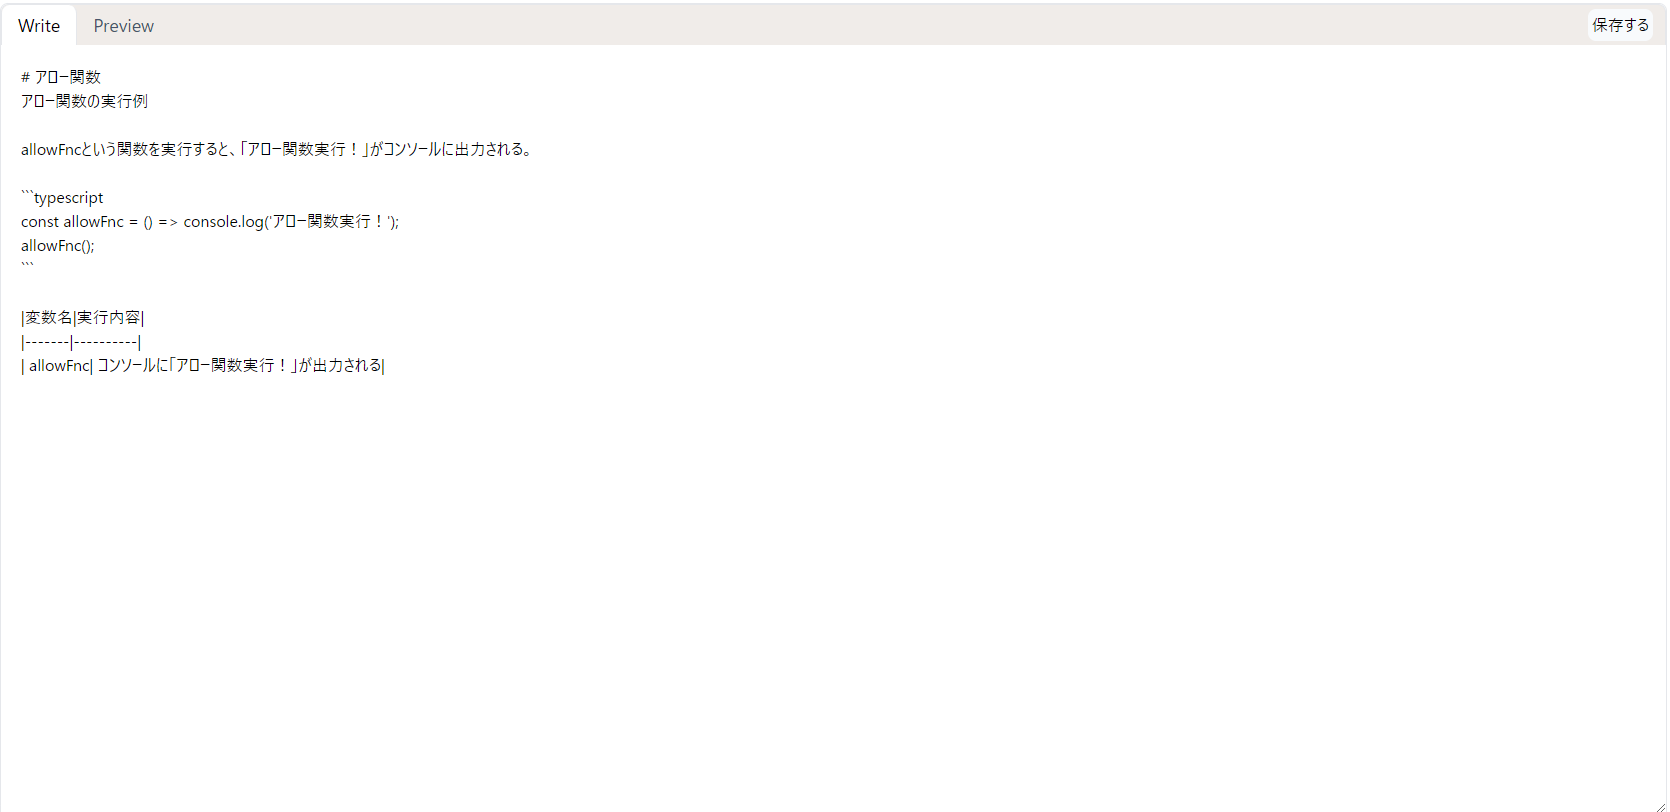 Write
Preview
保存する
# アロー関数
アロー関数の実行例
allowFncという関数を実行すると、「アロー関数実行！」がコンソールに出力される。
```typescript
const allowFnc = () => console.log('アロー関数実行！');
allowFnc();
```
|変数名|実行内容|
|-------|----------|
| allowFnc| コンソールに「アロー関数実行！」が出力される|